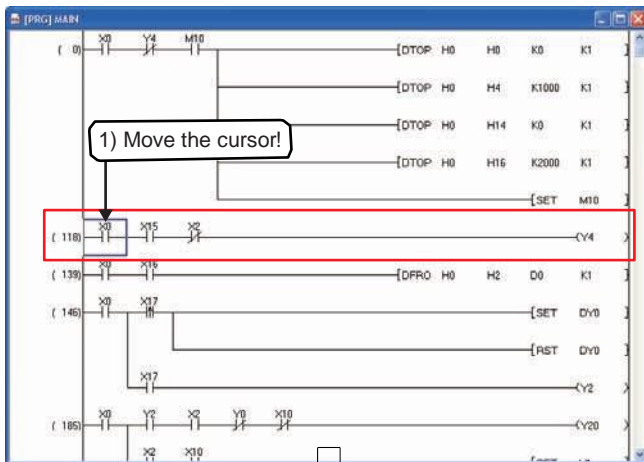 [PRG] MAIN
X0 Y4 M10
( 0) [DTOP H0 H0 K0 K1 ]
[DTOP H0 H4 K1000 K1 ]
[DTOP H0 H14 K0 K1 ]
1) Move the cursor!
[DTOP H0 H16 K2000 K1 ]
[SET M10 ]
X0 X15 X2
( 118) (Y4 )
X0 X16
( 139) [DFRO H0 H2 D0 K1 ]
X0 X17
( 146) [SET DY0 ]
[RST DY0 ]
X17
(Y2 )
X0 Y2 X2 Y0 X10
( 185) (Y20 )
X2 X10